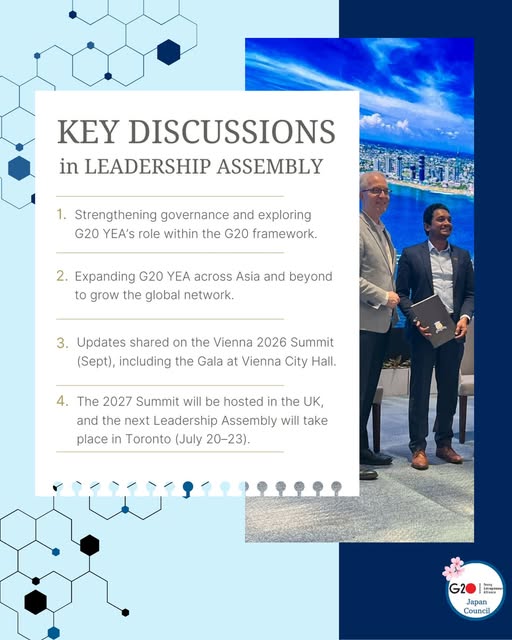 KEY DISCUSSIONS
in LEADERSHIP ASSEMBLY
1. Strengthening governance and exploring
G20 YEA's role within the G20 framework.
2. Expanding G20 YEA across Asia and beyond
to grow the global network.
3. Updates shared on the Vienna 2026 Summit
(Sept), including the Gala at Vienna City Hall.
4. The 2027 Summit will be hosted in the UK,
and the next Leadership Assembly will take
place in Toronto (July 20–23).
G20
Young
Entrepreneurs
Alliance
Japan
Council